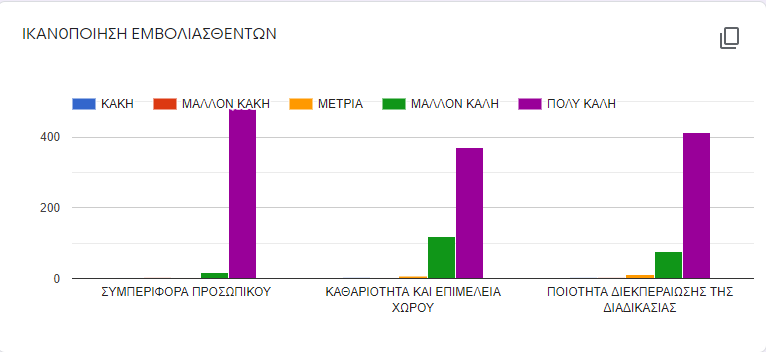 ΙΚΑΝΟΠΟΙΗΣΗ ΕΜΒΟΛΙΑΣΘΕΝΤΩΝ
ΚΑΚΗ ΜΑΛΛΟΝ ΚΑΚΗ ΜΕΤΡΙΑ ΜΑΛΛΟΝ ΚΑΛΗ ΠΟΛΥ ΚΑΛΗ
400
200
0
ΣΥΜΠΕΡΙΦΟΡΑ ΠΡΟΣΩΠΙΚΟΥ
ΚΑΘΑΡΙΟΤΗΤΑ ΚΑΙ ΕΠΙΜΕΛΕΙΑ
ΧΩΡΟΥ
ΠΟΙΟΤΗΤΑ ΔΙΕΚΠΕΡΑΙΩΣΗΣ ΤΗΣ
ΔΙΑΔΙΚΑΣΙΑΣ